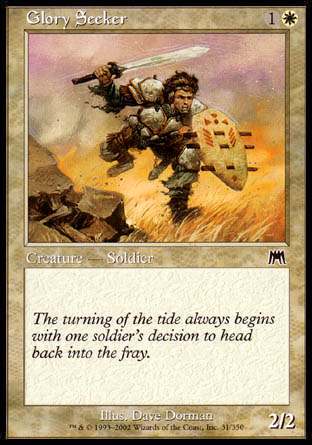 Glory Seeker 1
Creature — Soldier
The turning of the tide always begins
with one soldier's decision to head
back into the fray.
2/2
Illus. Dave Dorman
™ & © 1993–2002 Wizards of the Coast, Inc. 31/350